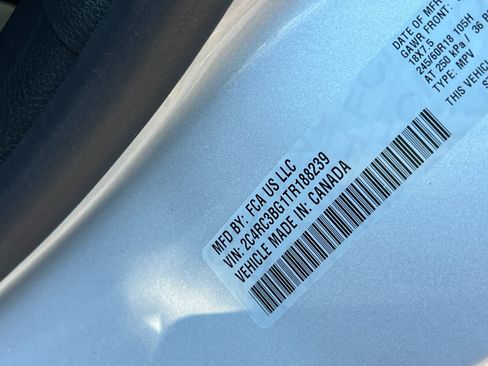 DATE OF MFR
GAWR FRONT:
18X7.5
245/60R18 105H
AT 250 kPa / 36 P
TYPE: MPV
THIS VEHICLE
MFD BY: FCA US LLC
VIN: 2C4RC3BG1TR188239
VEHICLE MADE IN: CANADA